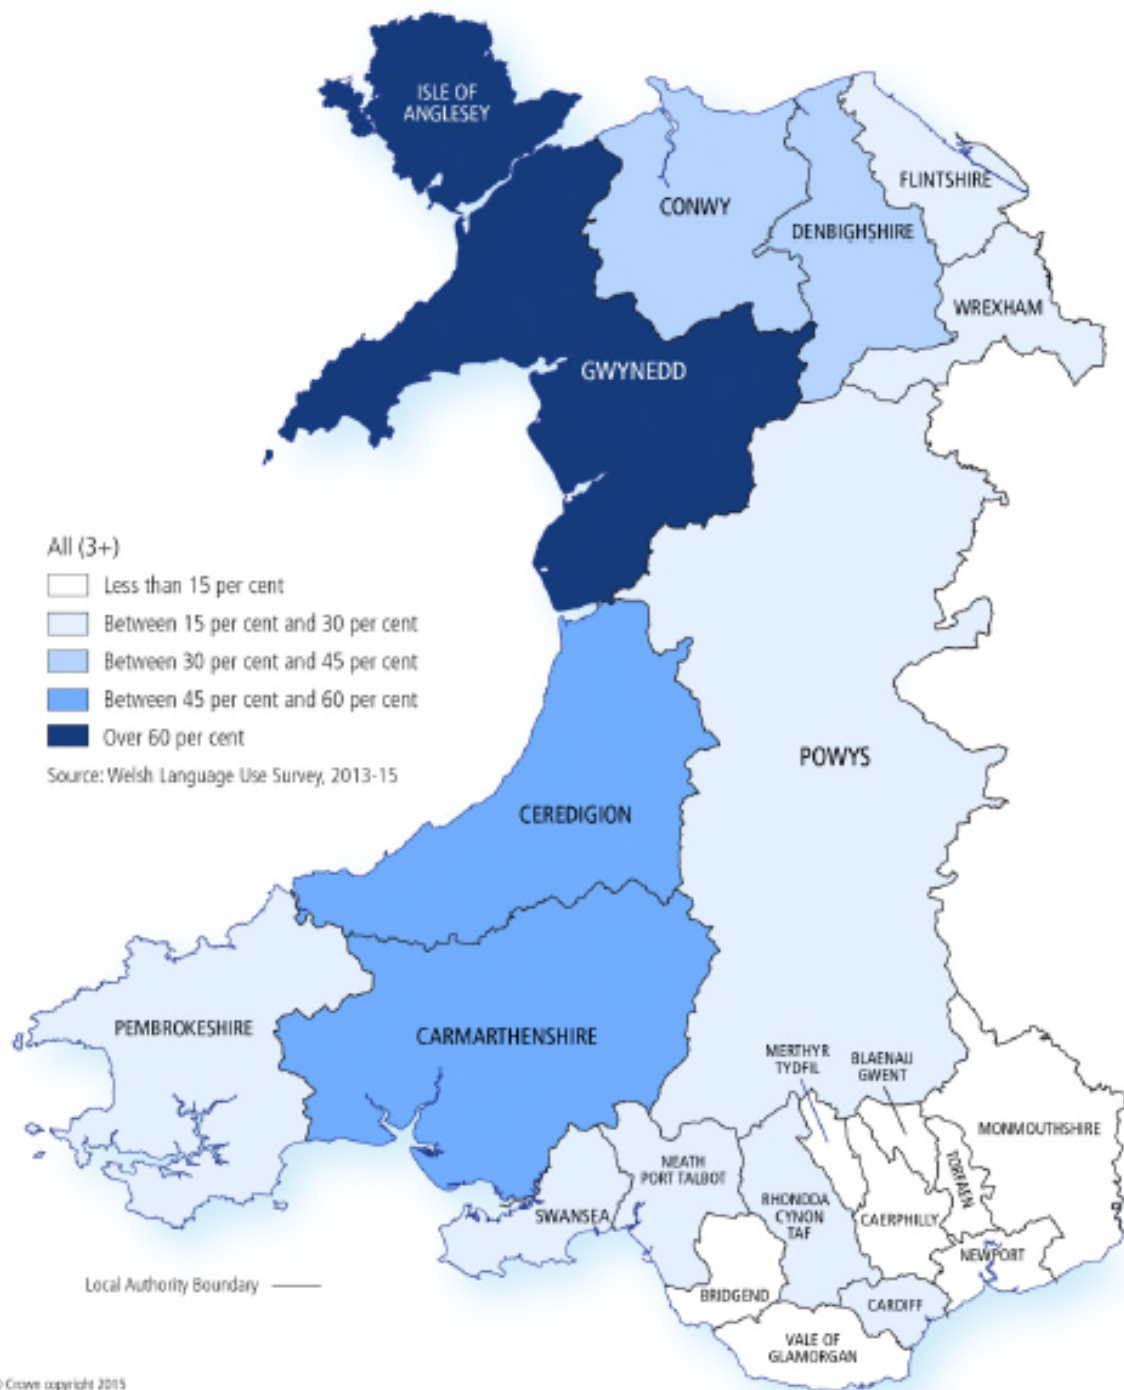 ISLE OF
ANGLESEY
FLINTSHIRE
CONWY
DENBIGHSHIRE
WREXHAM
GWYNEDD
All (3+)
Less than 15 per cent
Between 15 per cent and 30 per cent
Between 30 per cent and 45 per cent
Between 45 per cent and 60 per cent
Over 60 per cent
Source: Welsh Language Use Survey, 2013-15
POWYS
CEREDIGION
PEMBROKESHIRE
CARMARTHENSHIRE
MERTHYR
TYDFIL
BLAENAU
GWENT
MONMOUTHSHIRE
NEATH
PORT TALBOT
TORFAEN
RHONDDA
CYNON
TAF
SWANSEA
CAERPHILLY
NEWPORT
Local Authority Boundary
BRIDGEND
CARDIFF
VALE OF
GLAMORGAN
© Crown copyright 2015